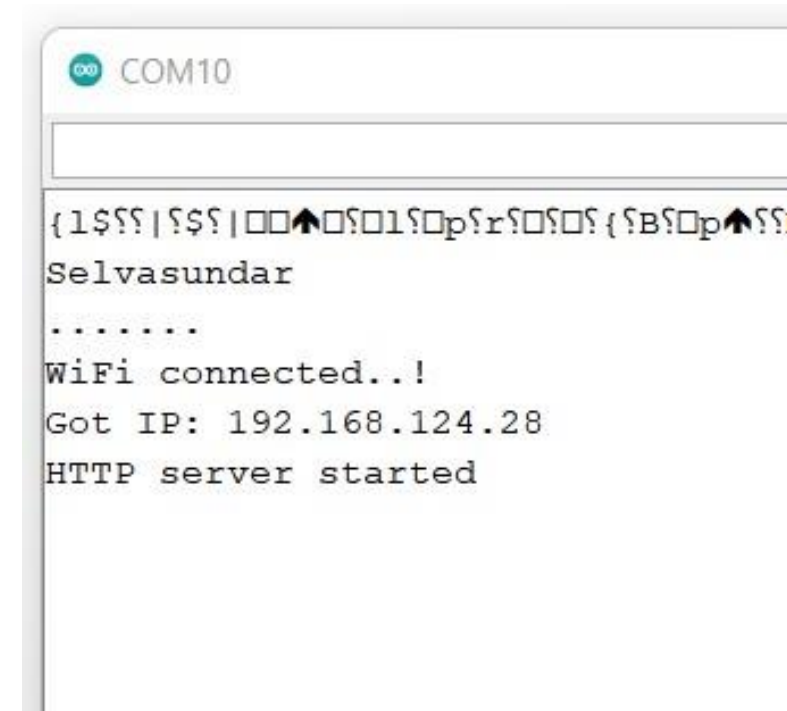 COM10
{l$⸮⸮|⸮$⸮|□□🡅□⸮□l⸮□p⸮r⸮□⸮□⸮{⸮B⸮□p🡅⸮⸮
Selvasundar
.......
WiFi connected..!
Got IP: 192.168.124.28
HTTP server started